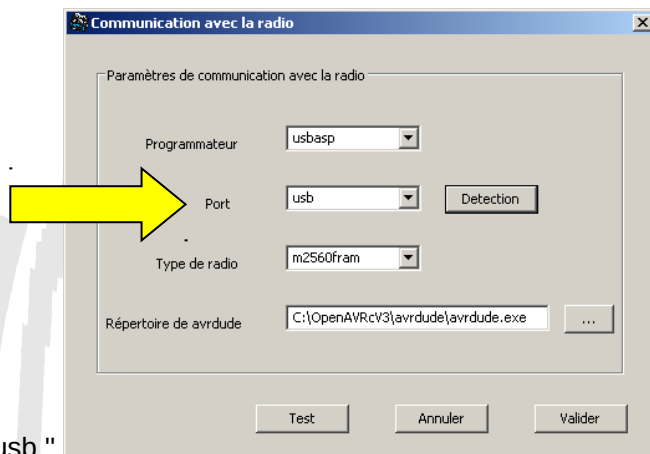 Communication avec la radio
Paramètres de communication avec la radio
Programmateur usbasp
Port usb Detection
Type de radio m2560fram
Répertoire de avrdude C:\OpenAVRcV3\avrdude\avrdude.exe ...
Test Annuler Valider
usb "